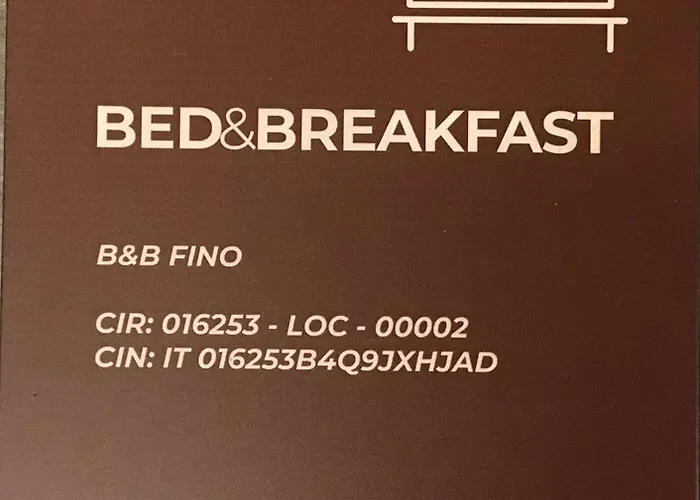 BED&BREAKFAST
B&B FINO
CIR: 016253 - LOC - 00002
CIN: IT 016253B4Q9JXHJAD